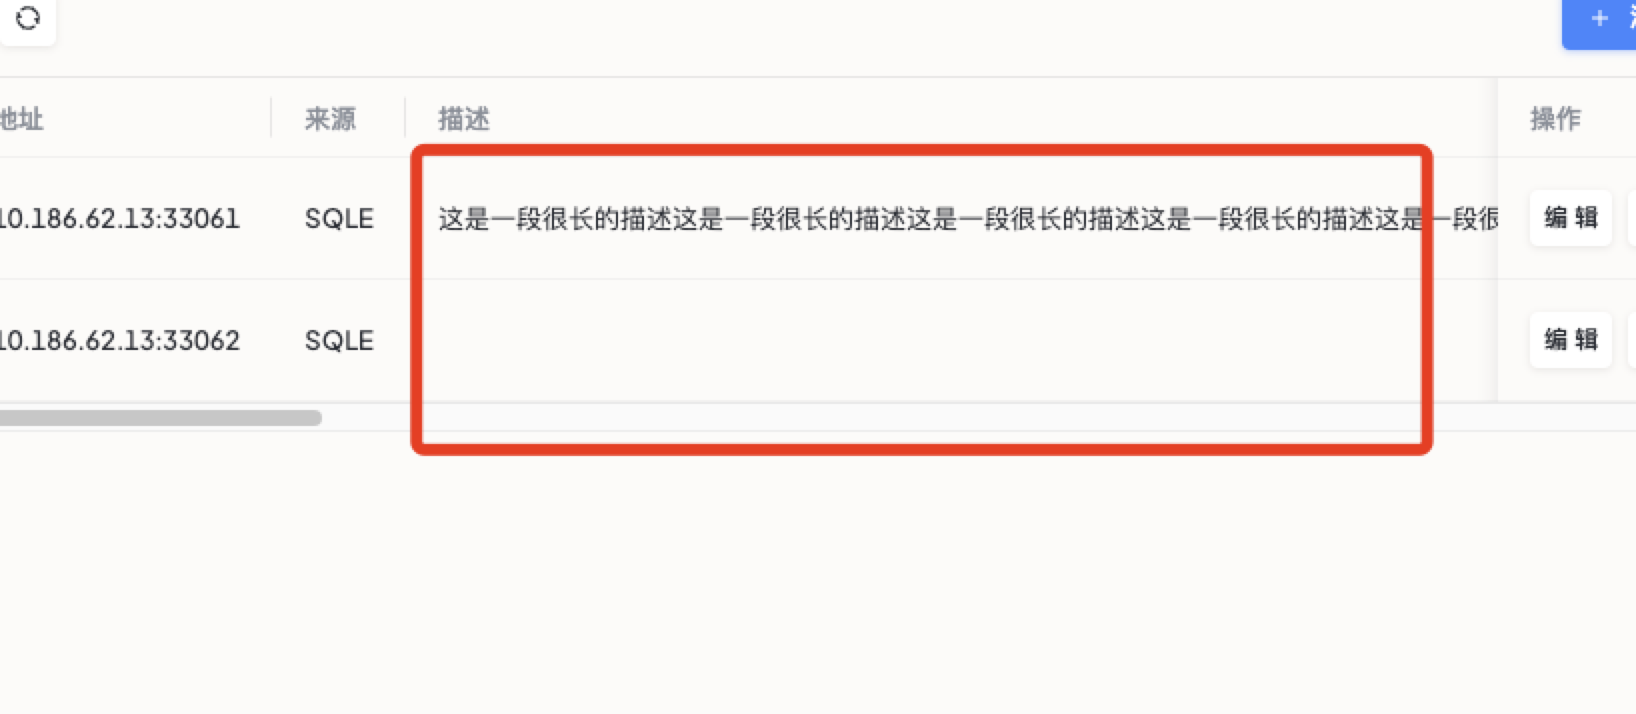 地址 来源 描述 操作
10.186.62.13:33061 SQLE 这是一段很长的描述这是一段很长的描述这是一段很长的描述这是一段很长的描述这是一段很 编 辑
10.186.62.13:33062 SQLE 编 辑